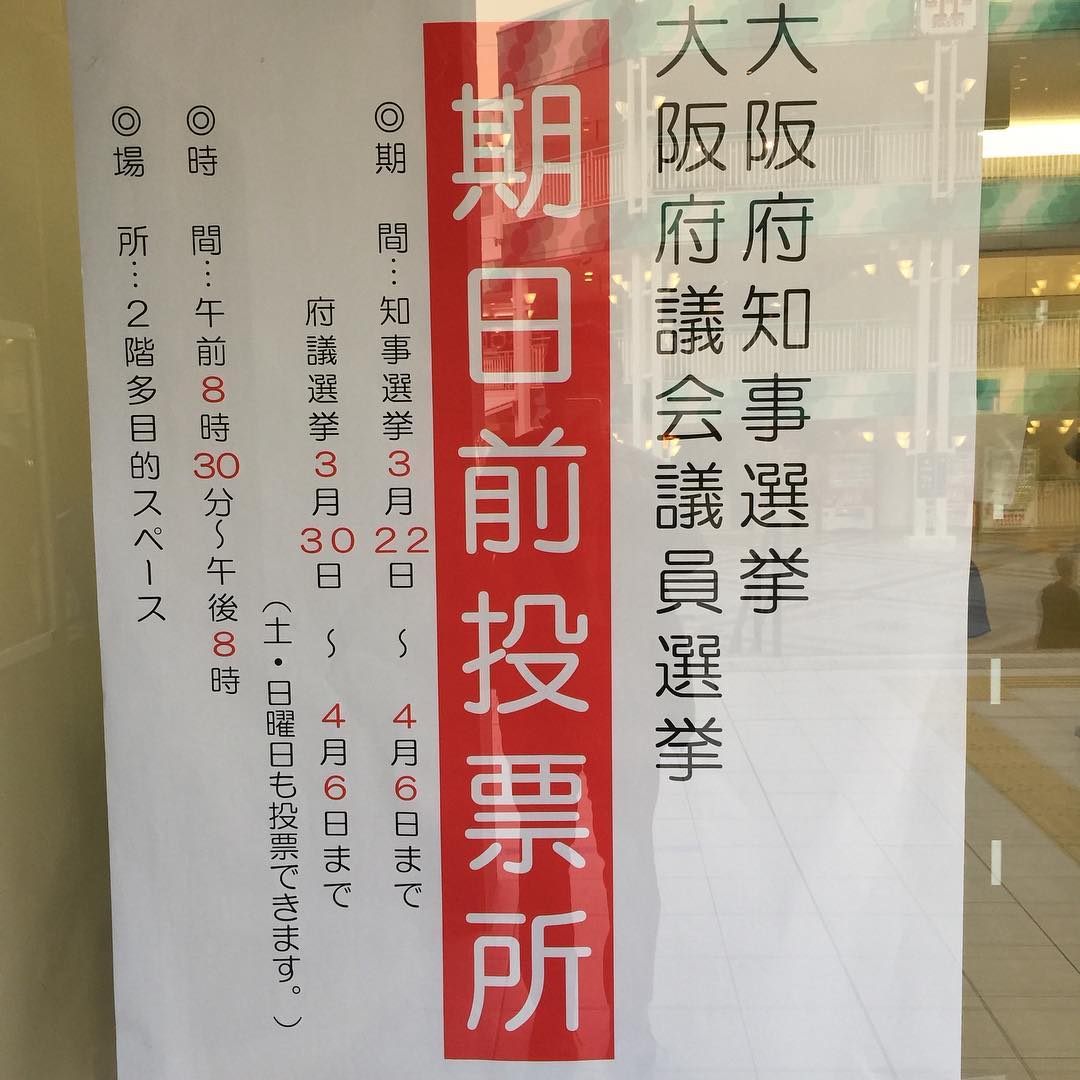 大阪府知事選挙
大阪府議会議員選挙
期日前投票所
◎期　間…知事選挙３月２２日　～　４月６日まで
府議選挙３月３０日　～　４月６日まで
（土・日曜日も投票できます。）
◎時　間…午前８時30分～午後８時
◎場　所…２階多目的スペース